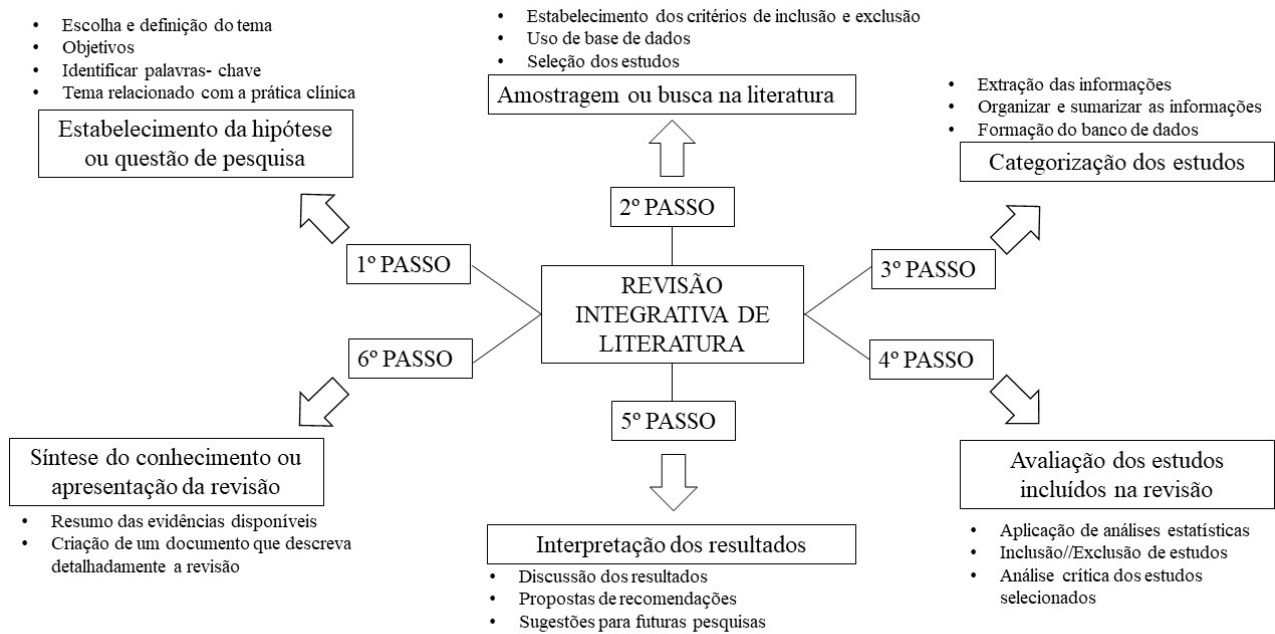 • Escolha e definição do tema
• Objetivos
• Identificar palavras- chave
• Tema relacionado com a prática clínica
Estabelecimento da hipótese
ou questão de pesquisa
1º PASSO
• Estabelecimento dos critérios de inclusão e exclusão
• Uso de base de dados
• Seleção dos estudos
Amostragem ou busca na literatura
2º PASSO
• Extração das informações
• Organizar e sumarizar as informações
• Formação do banco de dados
Categorização dos estudos
3º PASSO
REVISÃO
INTEGRATIVA DE
LITERATURA
4º PASSO
Avaliação dos estudos
incluídos na revisão
• Aplicação de análises estatísticas
• Inclusão//Exclusão de estudos
• Análise crítica dos estudos
selecionados
5º PASSO
Interpretação dos resultados
• Discussão dos resultados
• Propostas de recomendações
• Sugestões para futuras pesquisas
6º PASSO
Síntese do conhecimento ou
apresentação da revisão
• Resumo das evidências disponíveis
• Criação de um documento que descreva
detalhadamente a revisão